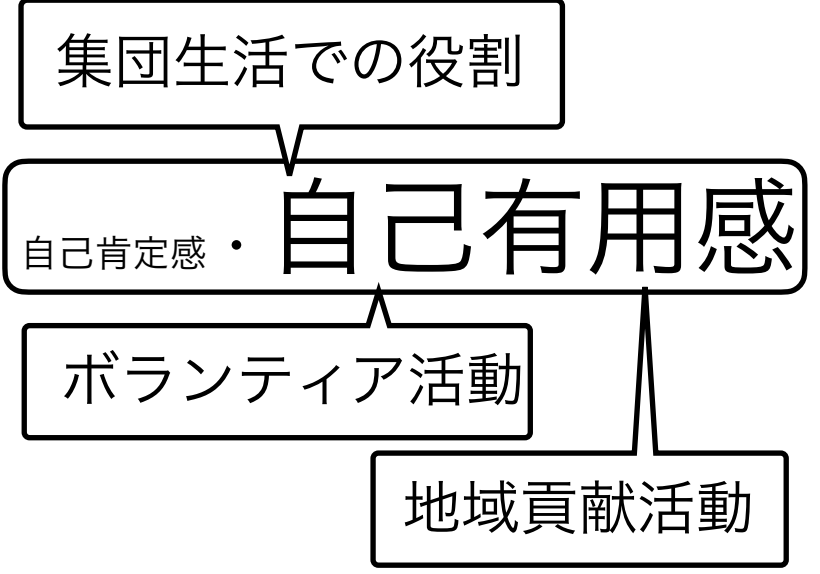 集団生活での役割
自己肯定感・自己有用感
ボランティア活動
地域貢献活動